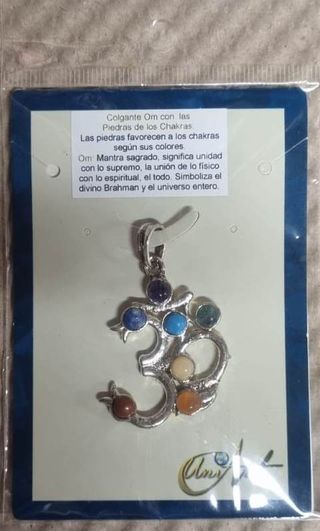 Colgante Om con las
Piedras de los Chakras:
Las piedras favorecen a los chakras
según sus colores.
Om: Mantra sagrado, significa unidad
con lo supremo, la unión de lo físico
con lo espiritual, el todo. Simboliza el
divino Brahman y el universo entero.